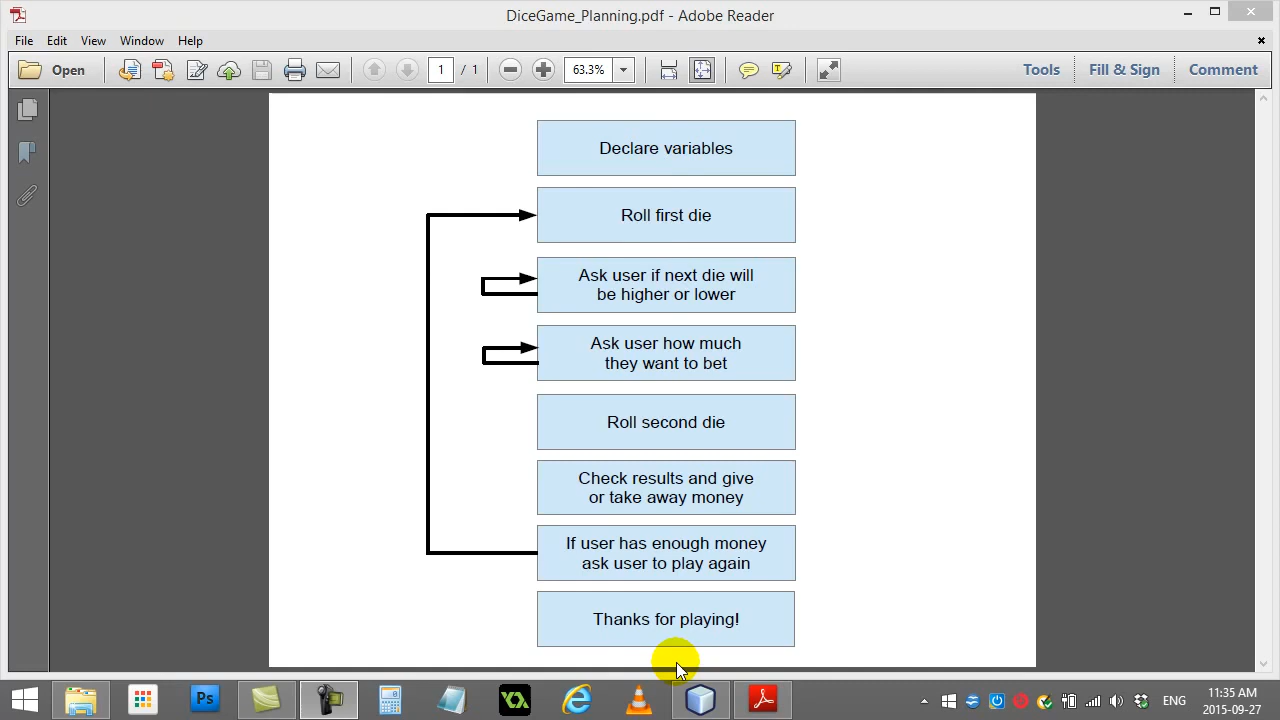 DiceGame_Planning.pdf - Adobe Reader
File Edit View Window Help
Open 1 / 1 63.3% Tools Fill & Sign Comment
Declare variables
Roll first die
Ask user if next die will
be higher or lower
Ask user how much
they want to bet
Roll second die
Check results and give
or take away money
If user has enough money
ask user to play again
Thanks for playing!
Ps
ENG
11:35 AM
2015-09-27